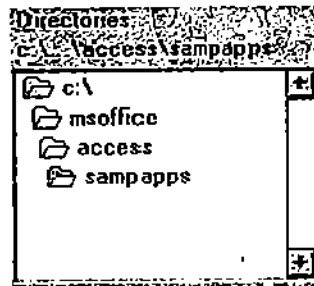 Directories:
c:\...\access\sampapps
c:\
msoffice
access
sampapps